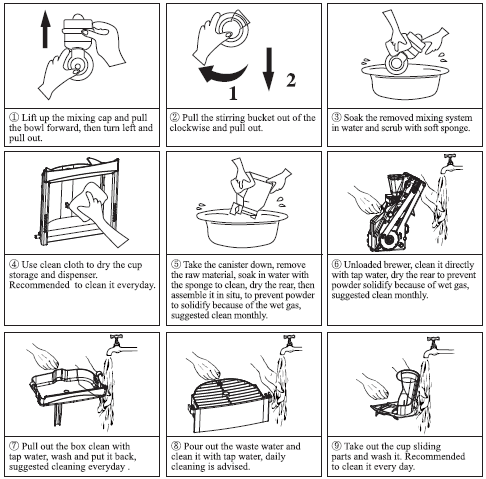 ① Lift up the mixing cap and pull
the bowl forward, then turn left and
pull out.
1
2
② Pull the stirring bucket out of the
clockwise and pull out.
③ Soak the removed mixing system
in water and scrub with soft sponge.
④ Use clean cloth to dry the cup
storage and dispenser.
Recommended to clean it everyday.
⑤ Take the canister down, remove
the raw material, soak in water with
the sponge to clean, dry the rear, then
assemble it in situ, to prevent powder
to solidify because of the wet gas,
suggested clean monthly.
⑥ Unloaded brewer, clean it directly
with tap water, dry the rear to prevent
powder solidify because of wet gas,
suggested clean monthly.
⑦ Pull out the box clean with
tap water, wash and put it back,
suggested cleaning everyday .
⑧ Pour out the waste water and
clean it with tap water, daily
cleaning is advised.
⑨ Take out the cup sliding
parts and wash it. Recommended
to clean it every day.